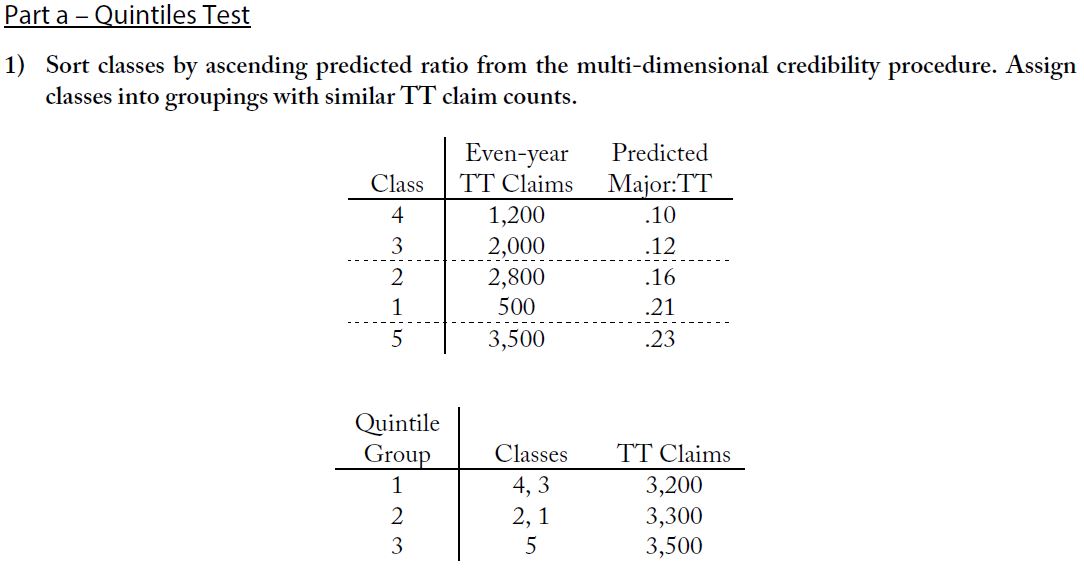 Part a – Quintiles Test
1) Sort classes by ascending predicted ratio from the multi-dimensional credibility procedure. Assign
classes into groupings with similar TT claim counts.
Even-year Predicted
Class TT Claims Major:TT
4 1,200 .10
3 2,000 .12
2 2,800 .16
1 500 .21
5 3,500 .23
Quintile
Group Classes TT Claims
1 4, 3 3,200
2 2, 1 3,300
3 5 3,500